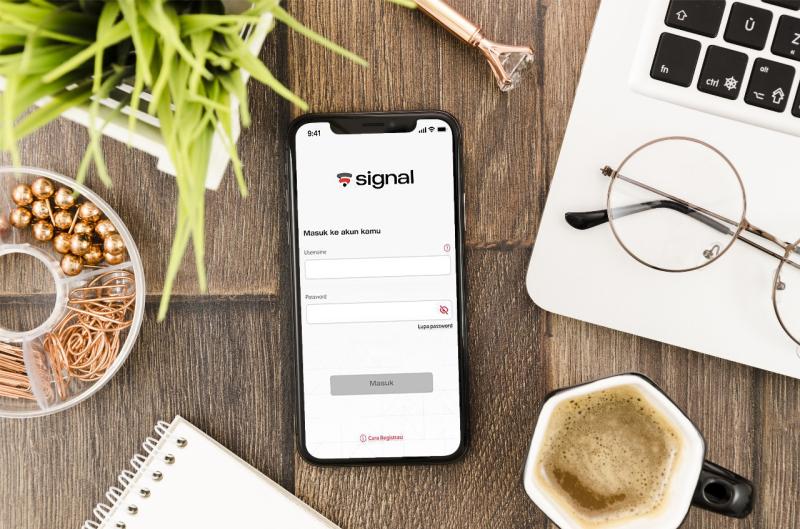 9:41
signal
Masuk ke akun kamu
Username
Password
Lupa password
Masuk
Cara Registrasi
Ù
Z
fn
ctrl
alt